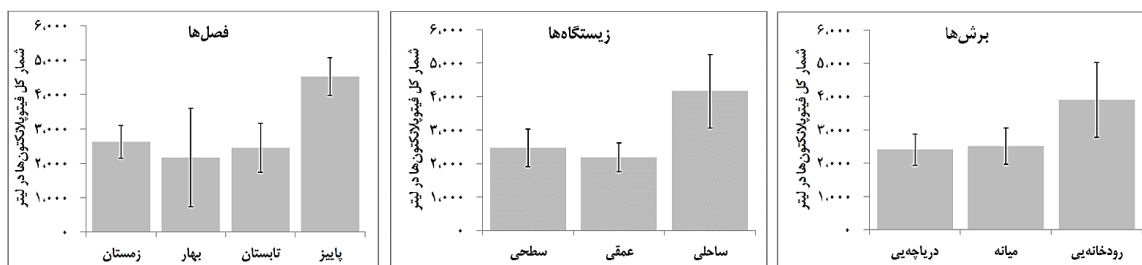 برش‌ها
شمار کل فیتوپلانکتون‌ها در لیتر
۶،۰۰۰
۵،۰۰۰
۴،۰۰۰
۳،۰۰۰
۲،۰۰۰
۱،۰۰۰
۰
دریاچه‌یی میانه رودخانه‌یی
زیستگاه‌ها
شمار کل فیتوپلانکتون‌ها در لیتر
۶،۰۰۰
۵،۰۰۰
۴،۰۰۰
۳،۰۰۰
۲،۰۰۰
۱،۰۰۰
۰
سطحی عمقی ساحلی
فصل‌ها
شمار کل فیتوپلانکتون‌ها در لیتر
۶،۰۰۰
۵،۰۰۰
۴،۰۰۰
۳،۰۰۰
۲،۰۰۰
۱،۰۰۰
۰
زمستان بهار تابستان پاییز